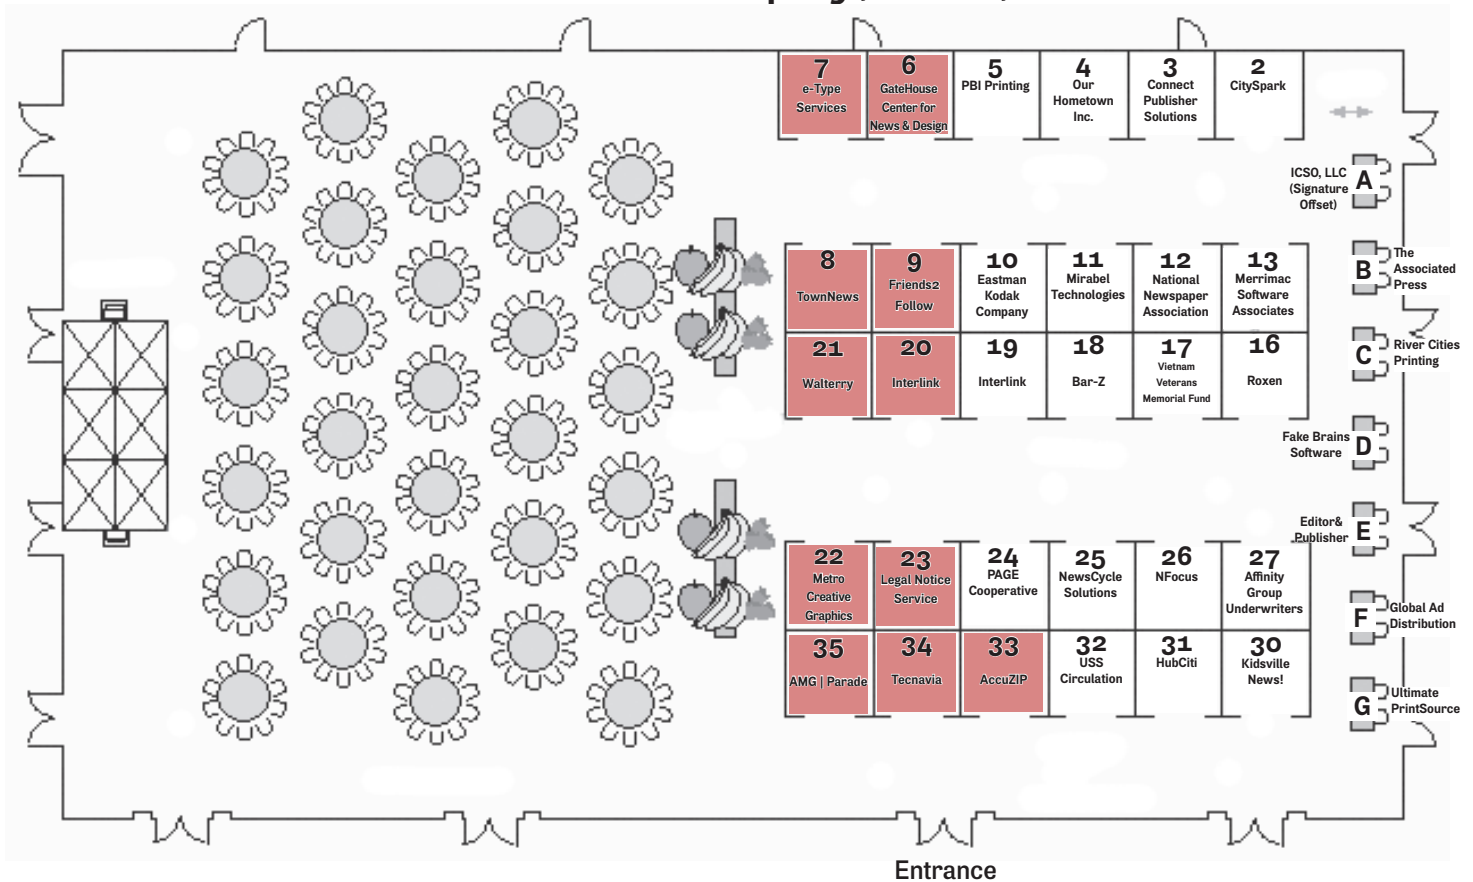 7
e-Type
Services
6
GateHouse
Center for
News & Design
5
PBI Printing
4
Our
Hometown
Inc.
3
Connect
Publisher
Solutions
2
CitySpark
ICSO, LLC
(Signature
Offset)
A
8
TownNews
9
Friends2
Follow
10
Eastman
Kodak
Company
11
Mirabel
Technologies
12
National
Newspaper
Association
13
Merrimac
Software
Associates
B
The
Associated
Press
21
Walterry
20
Interlink
19
Interlink
18
Bar-Z
17
Vietnam
Veterans
Memorial Fund
16
Roxen
C
River Cities
Printing
Fake Brains
Software
D
Editor&
Publisher
E
22
Metro
Creative
Graphics
23
Legal Notice
Service
24
PAGE
Cooperative
25
NewsCycle
Solutions
26
NFocus
27
Affinity
Group
Underwriters
F
Global Ad
Distribution
35
AMG | Parade
34
Tecnavia
33
AccuZIP
32
USS
Circulation
31
HubCiti
30
Kidsville
News!
G
Ultimate
PrintSource
Entrance